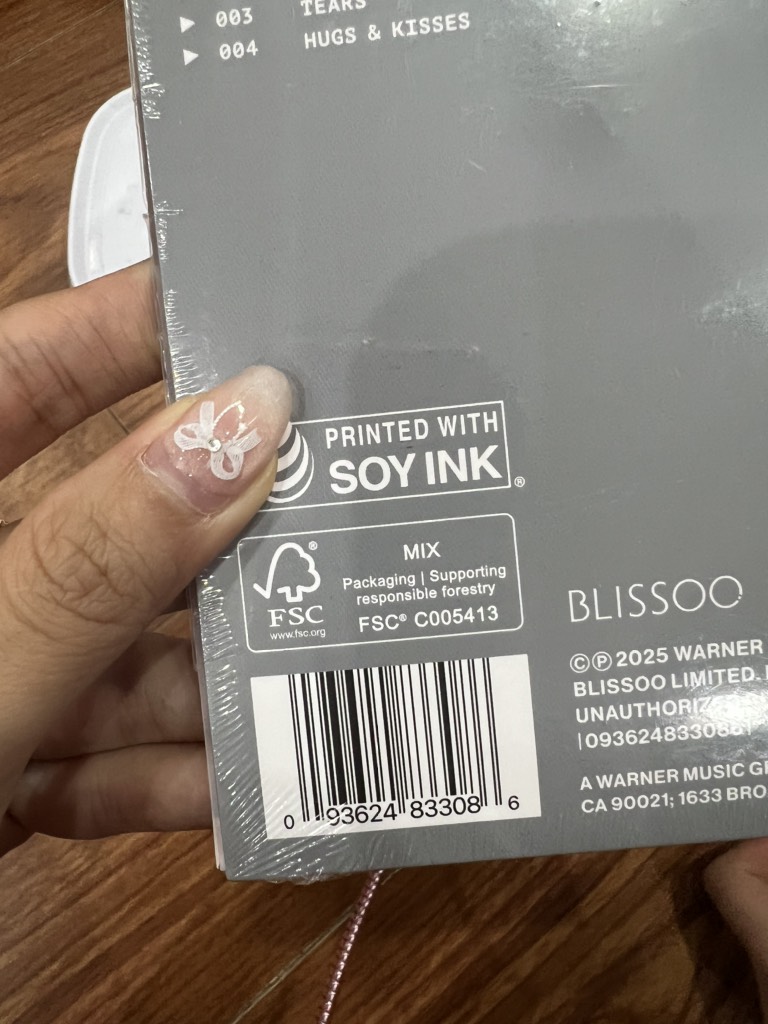 ▶ 003 TEARS
▶ 004 HUGS & KISSES
PRINTED WITH
SOY INK®
®
FSC
www.fsc.org
MIX
Packaging | Supporting
responsible forestry
FSC® C005413
0 93624 83308 6
BLISSOO
©℗ 2025 WARNER
BLISSOO LIMITED.
|093624833086
A WARNER MUSIC
CA 90021; 1633